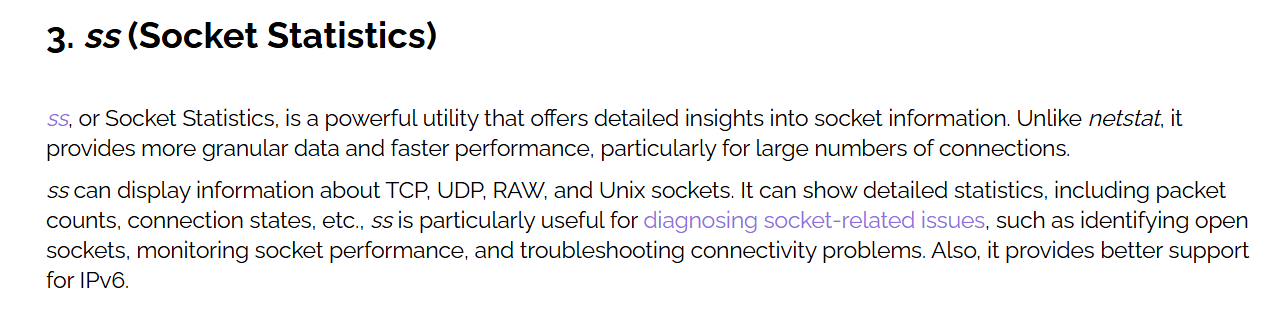 3. ss (Socket Statistics)
ss, or Socket Statistics, is a powerful utility that offers detailed insights into socket information. Unlike netstat, it
provides more granular data and faster performance, particularly for large numbers of connections.
ss can display information about TCP, UDP, RAW, and Unix sockets. It can show detailed statistics, including packet
counts, connection states, etc., ss is particularly useful for diagnosing socket-related issues, such as identifying open
sockets, monitoring socket performance, and troubleshooting connectivity problems. Also, it provides better support
for IPv6.